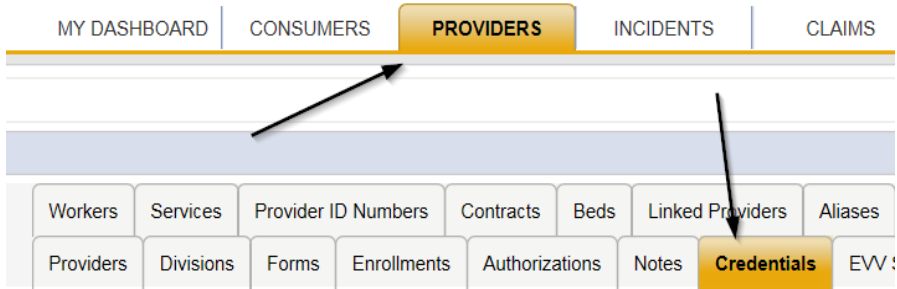 MY DASHBOARD CONSUMERS PROVIDERS INCIDENTS CLAIMS
Workers Services Provider ID Numbers Contracts Beds Linked Providers Aliases
Providers Divisions Forms Enrollments Authorizations Notes Credentials EVV